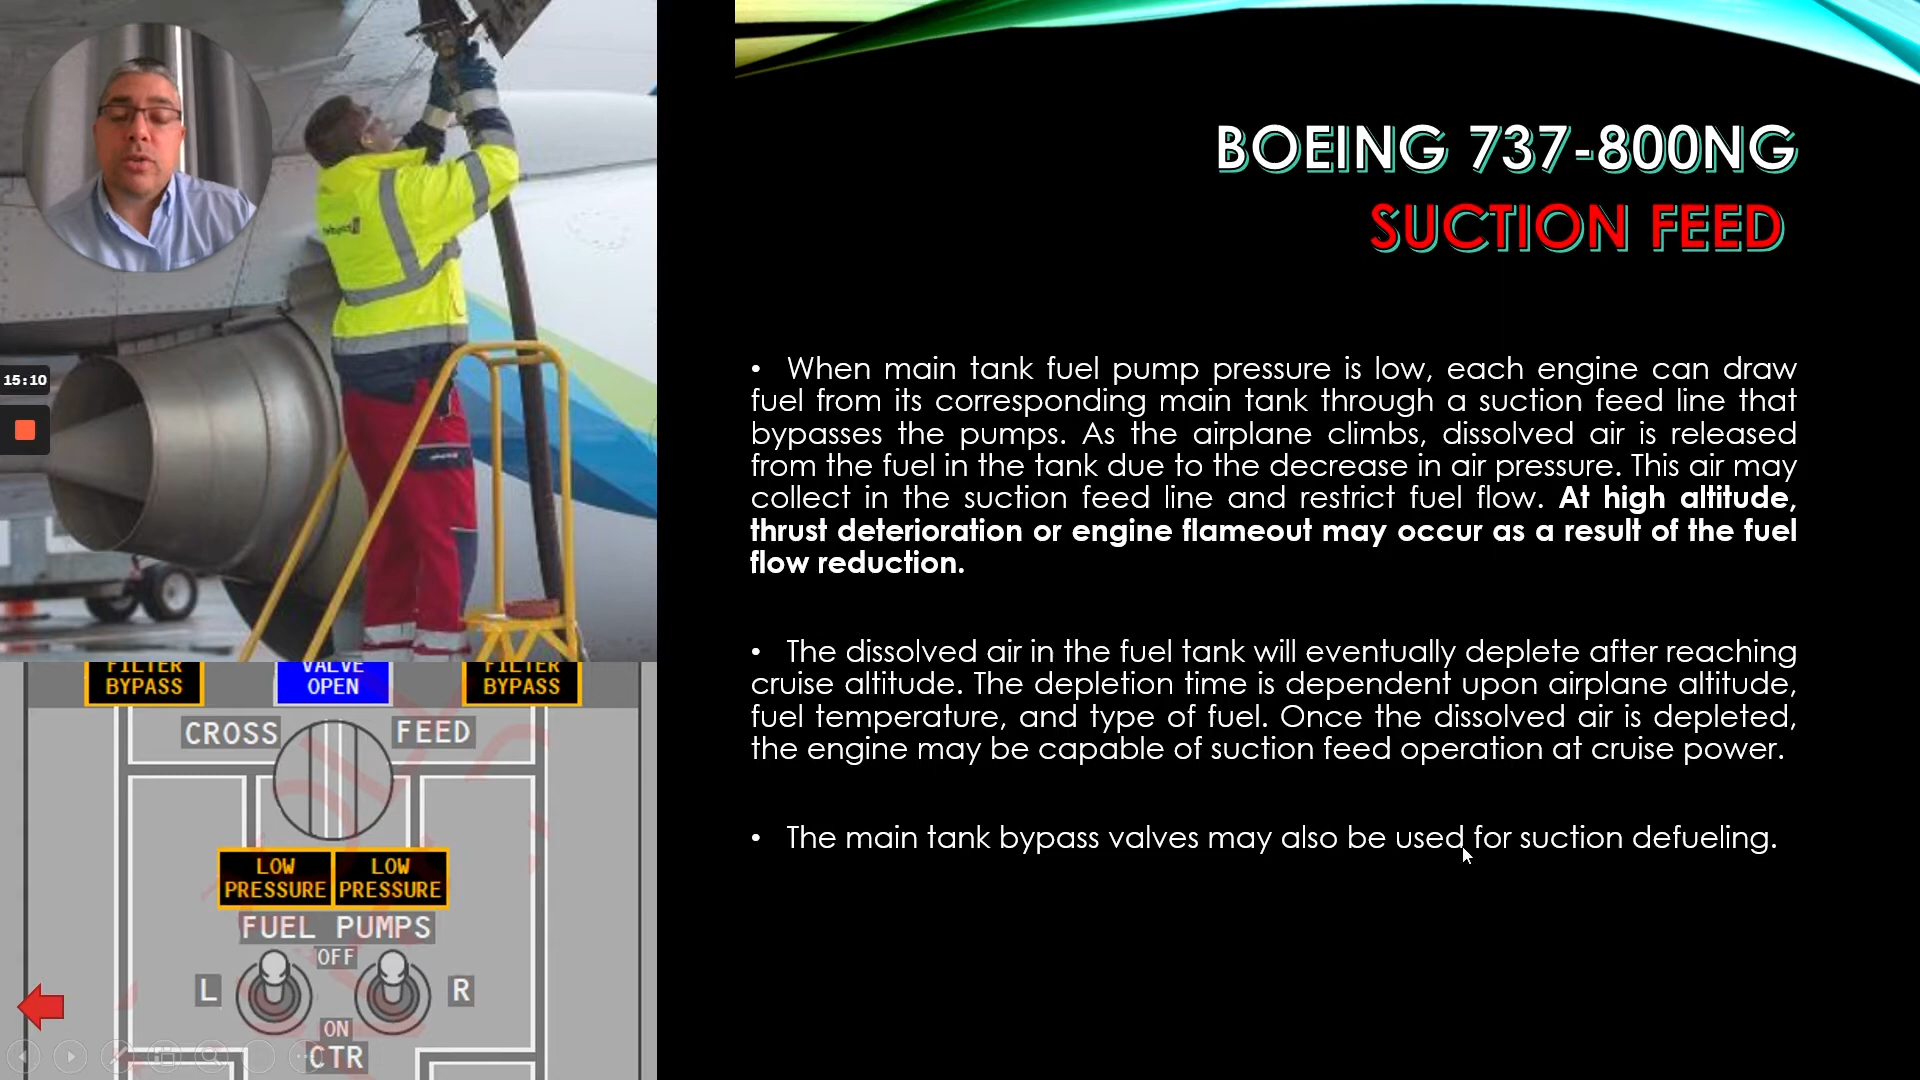 BOEING 737-800NG
SUCTION FEED
15:10
• When main tank fuel pump pressure is low, each engine can draw
fuel from its corresponding main tank through a suction feed line that
bypasses the pumps. As the airplane climbs, dissolved air is released
from the fuel in the tank due to the decrease in air pressure. This air may
collect in the suction feed line and restrict fuel flow. At high altitude,
thrust deterioration or engine flameout may occur as a result of the fuel
flow reduction.
• The dissolved air in the fuel tank will eventually deplete after reaching
cruise altitude. The depletion time is dependent upon airplane altitude,
fuel temperature, and type of fuel. Once the dissolved air is depleted,
the engine may be capable of suction feed operation at cruise power.
• The main tank bypass valves may also be used for suction defueling.
FILTER
BYPASS
VALVE
OPEN
FILTER
BYPASS
CROSS
FEED
LOW
PRESSURE
LOW
PRESSURE
FUEL PUMPS
OFF
L
R
ON
CTR